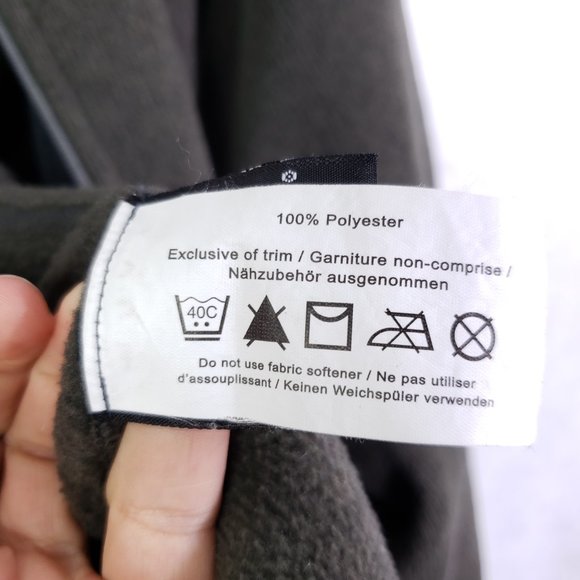 100% Polyester
Exclusive of trim / Garniture non-comprise /
Nähzubehör ausgenommen
40C
Do not use fabric softener / Ne pas utiliser
d'assouplissant / Keinen Weichspüler verwenden